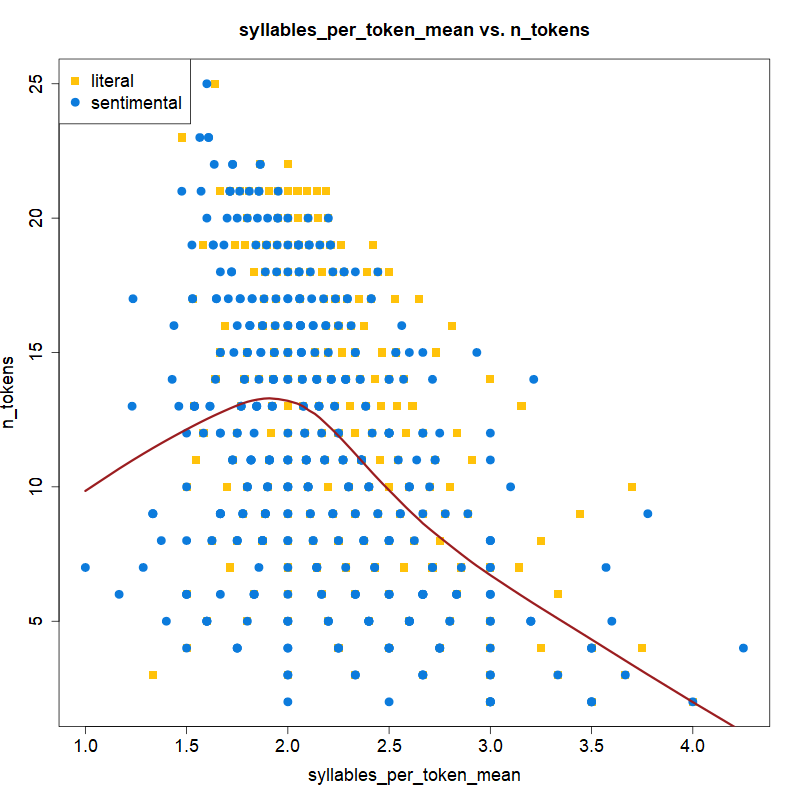 syllables_per_token_mean vs. n_tokens
literal
sentimental
n_tokens
25
20
15
10
5
1.0 1.5 2.0 2.5 3.0 3.5 4.0
syllables_per_token_mean